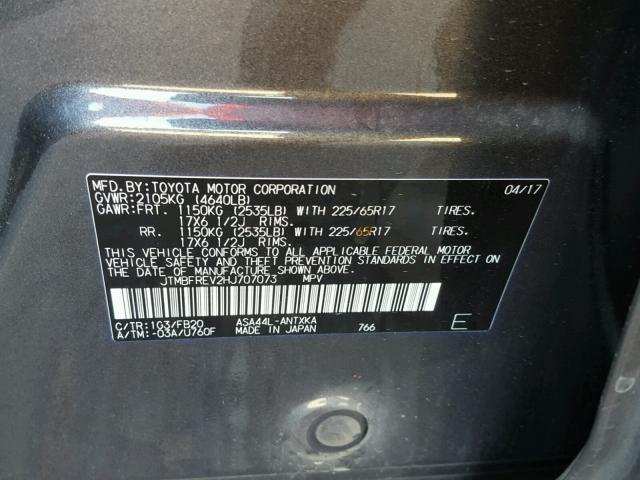 MFD.BY:TOYOTA MOTOR CORPORATION 04/17
GVWR:2105KG (4640LB)
GAWR:FRT. 1150KG (2535LB) WITH 225/65R17 TIRES.
17X6 1/2J RIMS.
RR. 1150KG (2535LB) WITH 225/65R17 TIRES.
17X6 1/2J RIMS.
THIS VEHICLE CONFORMS TO ALL APPLICABLE FEDERAL MOTOR
VEHICLE SAFETY AND THEFT PREVENTION STANDARDS IN EFFECT
ON THE DATE OF MANUFACTURE SHOWN ABOVE.
JTMBFREV2HJ707073 MPV
C/TR:1G3/FB20 ASA44L-ANTXKA
A/TM:-03A/U760F MADE IN JAPAN 766 E